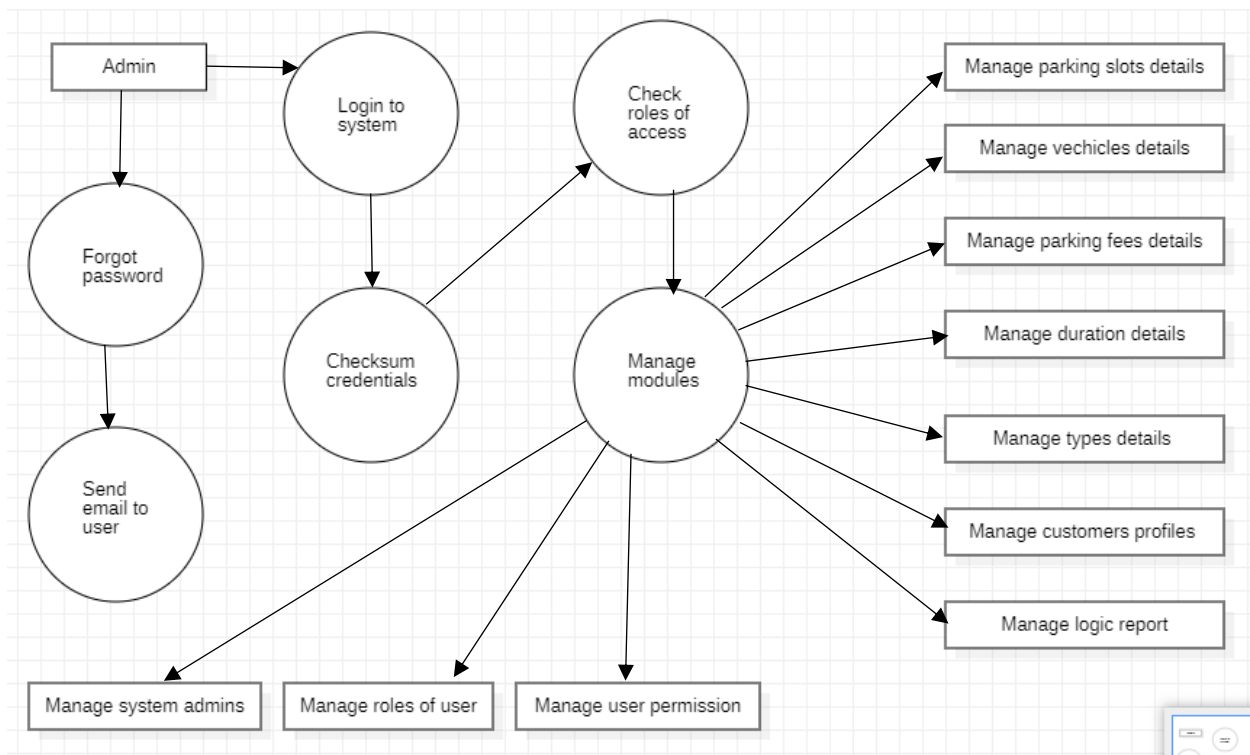 Admin
Login to
system
Check
roles of
access
Manage parking slots details
Manage vechicles details
Manage parking fees details
Forgot
password
Checksum
credentials
Manage
modules
Manage duration details
Manage types details
Send
email to
user
Manage customers profiles
Manage logic report
Manage system admins
Manage roles of user
Manage user permission